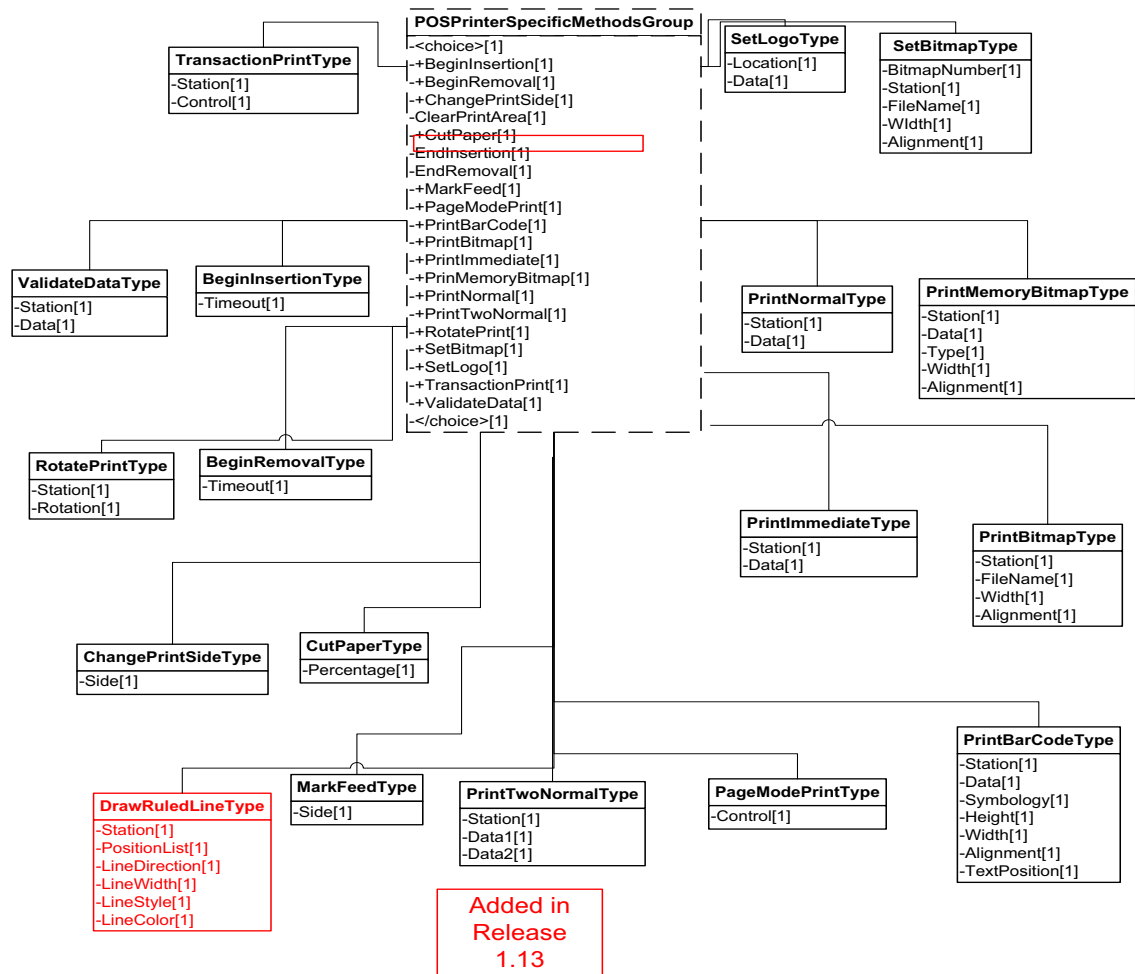 POSPrinterSpecificMethodsGroup
-<choice>[1]
-+BeginInsertion[1]
-+BeginRemoval[1]
-+ChangePrintSide[1]
-ClearPrintArea[1]
-+CutPaper[1]
-EndInsertion[1]
-EndRemoval[1]
-+MarkFeed[1]
-+PageModePrint[1]
-+PrintBarCode[1]
-+PrintBitmap[1]
-+PrintImmediate[1]
-+PrinMemoryBitmap[1]
-+PrintNormal[1]
-+PrintTwoNormal[1]
-+RotatePrint[1]
-+SetBitmap[1]
-+SetLogo[1]
-+TransactionPrint[1]
-+ValidateData[1]
-</choice>[1]
TransactionPrintType
-Station[1]
-Control[1]
SetLogoType
-Location[1]
-Data[1]
SetBitmapType
-BitmapNumber[1]
-Station[1]
-FileName[1]
-WIdth[1]
-Alignment[1]
ValidateDataType
-Station[1]
-Data[1]
BeginInsertionType
-Timeout[1]
PrintNormalType
-Station[1]
-Data[1]
PrintMemoryBitmapType
-Station[1]
-Data[1]
-Type[1]
-Width[1]
-Alignment[1]
RotatePrintType
-Station[1]
-Rotation[1]
BeginRemovalType
-Timeout[1]
PrintImmediateType
-Station[1]
-Data[1]
PrintBitmapType
-Station[1]
-FileName[1]
-Width[1]
-Alignment[1]
ChangePrintSideType
-Side[1]
CutPaperType
-Percentage[1]
DrawRuledLineType
-Station[1]
-PositionList[1]
-LineDirection[1]
-LineWidth[1]
-LineStyle[1]
-LineColor[1]
MarkFeedType
-Side[1]
PrintTwoNormalType
-Station[1]
-Data1[1]
-Data2[1]
PageModePrintType
-Control[1]
PrintBarCodeType
-Station[1]
-Data[1]
-Symbology[1]
-Height[1]
-Width[1]
-Alignment[1]
-TextPosition[1]
Added in
Release
1.13